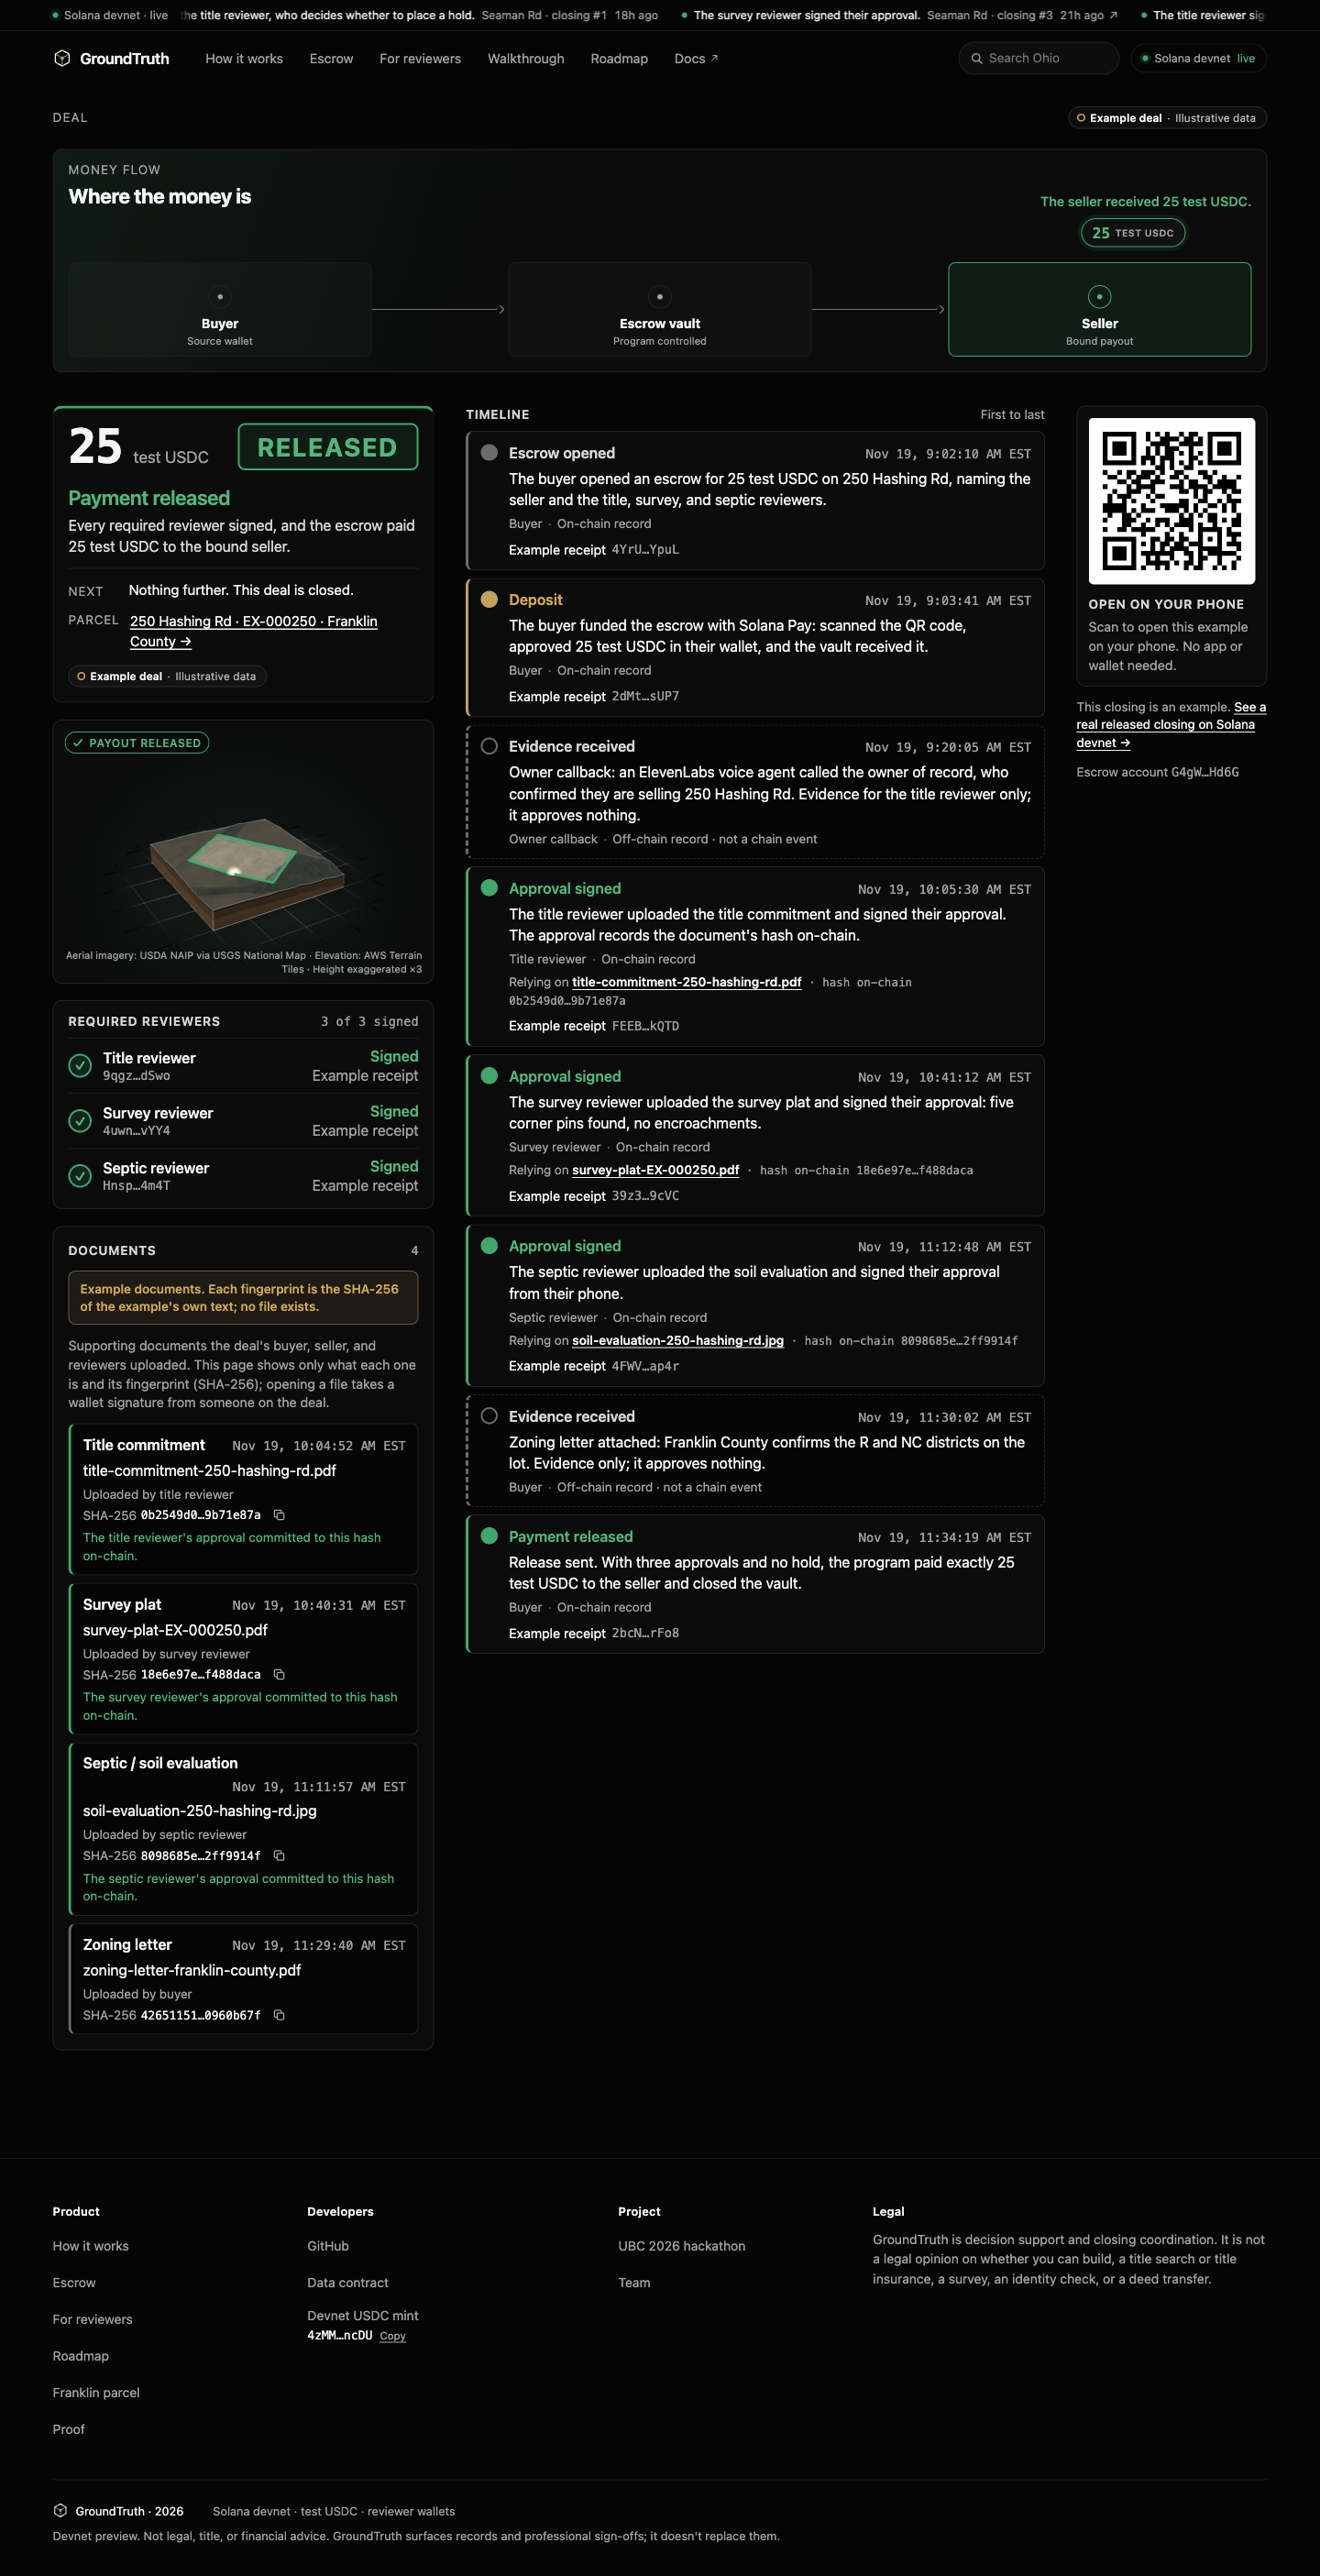 Solana devnet · live
the title reviewer, who decides whether to place a hold. Seaman Rd · closing #1 18h ago
The survey reviewer signed their approval. Seaman Rd · closing #3 21h ago ↗
The title reviewer
GroundTruth
How it works
Escrow
For reviewers
Walkthrough
Roadmap
Docs ↗
Search Ohio
Solana devnet live
DEAL
Example deal · Illustrative data
MONEY FLOW
Where the money is
The seller received 25 test USDC.
25 TEST USDC
Buyer
Source wallet
Escrow vault
Program controlled
Seller
Bound payout
25 test USDC
RELEASED
Payment released
Every required reviewer signed, and the escrow paid
25 test USDC to the bound seller.
NEXT Nothing further. This deal is closed.
PARCEL 250 Hashing Rd · EX-000250 · Franklin
County →
Example deal · Illustrative data
PAYOUT RELEASED
Aerial imagery: USDA NAIP via USGS National Map · Elevation: AWS Terrain
Tiles · Height exaggerated ×3
REQUIRED REVIEWERS 3 of 3 signed
Title reviewer Signed
9qgz…dSwo Example receipt
Survey reviewer Signed
4uwn…vYY4 Example receipt
Septic reviewer Signed
Hnsp…4m4T Example receipt
DOCUMENTS 4
Example documents. Each fingerprint is the SHA-256
of the example's own text; no file exists.
Supporting documents the deal's buyer, seller, and
reviewers uploaded. This page shows only what each one
is and its fingerprint (SHA-256); opening a file takes a
wallet signature from someone on the deal.
Title commitment Nov 19, 10:04:52 AM EST
title-commitment-250-hashing-rd.pdf
Uploaded by title reviewer
SHA-256 0b2549d0…9b71e87a
The title reviewer's approval committed to this hash
on-chain.
Survey plat Nov 19, 10:40:31 AM EST
survey-plat-EX-000250.pdf
Uploaded by survey reviewer
SHA-256 18e6e97e…f488daca
The survey reviewer's approval committed to this hash
on-chain.
Septic / soil evaluation
Nov 19, 11:11:57 AM EST
soil-evaluation-250-hashing-rd.jpg
Uploaded by septic reviewer
SHA-256 8098685e…2ff9914f
The septic reviewer's approval committed to this hash
on-chain.
Zoning letter Nov 19, 11:29:40 AM EST
zoning-letter-franklin-county.pdf
Uploaded by buyer
SHA-256 42651151…0960b67f
TIMELINE First to last
Escrow opened Nov 19, 9:02:10 AM EST
The buyer opened an escrow for 25 test USDC on 250 Hashing Rd, naming the
seller and the title, survey, and septic reviewers.
Buyer · On-chain record
Example receipt 4YrU…YpuL
Deposit Nov 19, 9:03:41 AM EST
The buyer funded the escrow with Solana Pay: scanned the QR code,
approved 25 test USDC in their wallet, and the vault received it.
Buyer · On-chain record
Example receipt 2dMt…sUP7
Evidence received Nov 19, 9:20:05 AM EST
Owner callback: an ElevenLabs voice agent called the owner of record, who
confirmed they are selling 250 Hashing Rd. Evidence for the title reviewer only;
it approves nothing.
Owner callback · Off-chain record · not a chain event
Approval signed Nov 19, 10:05:30 AM EST
The title reviewer uploaded the title commitment and signed their approval.
The approval records the document's hash on-chain.
Title reviewer · On-chain record
Relying on title-commitment-250-hashing-rd.pdf · hash on-chain
0b2549d0…9b71e87a
Example receipt FEEB…kQTD
Approval signed Nov 19, 10:41:12 AM EST
The survey reviewer uploaded the survey plat and signed their approval: five
corner pins found, no encroachments.
Survey reviewer · On-chain record
Relying on survey-plat-EX-000250.pdf · hash on-chain 18e6e97e…f488daca
Example receipt 39z3…9cVC
Approval signed Nov 19, 11:12:48 AM EST
The septic reviewer uploaded the soil evaluation and signed their approval
from their phone.
Septic reviewer · On-chain record
Relying on soil-evaluation-250-hashing-rd.jpg · hash on-chain 8098685e…2ff9914f
Example receipt 4FWV…ap4r
Evidence received Nov 19, 11:30:02 AM EST
Zoning letter attached: Franklin County confirms the R and NC districts on the
lot. Evidence only; it approves nothing.
Buyer · Off-chain record · not a chain event
Payment released Nov 19, 11:34:19 AM EST
Release sent. With three approvals and no hold, the program paid exactly 25
test USDC to the seller and closed the vault.
Buyer · On-chain record
Example receipt 2bcN…rFo8
OPEN ON YOUR PHONE
Scan to open this example
on your phone. No app or
wallet needed.
This closing is an example. See a
real released closing on Solana
devnet →
Escrow account G4gW…Hd6G
Product
How it works
Escrow
For reviewers
Roadmap
Franklin parcel
Proof
Developers
GitHub
Data contract
Devnet USDC mint
4zMM…ncDU Copy
Project
UBC 2026 hackathon
Team
Legal
GroundTruth is decision support and closing coordination. It is not
a legal opinion on whether you can build, a title search or title
insurance, a survey, an identity check, or a deed transfer.
GroundTruth · 2026 Solana devnet · test USDC · reviewer wallets
Devnet preview. Not legal, title, or financial advice. GroundTruth surfaces records and professional sign-offs; it doesn't replace them.